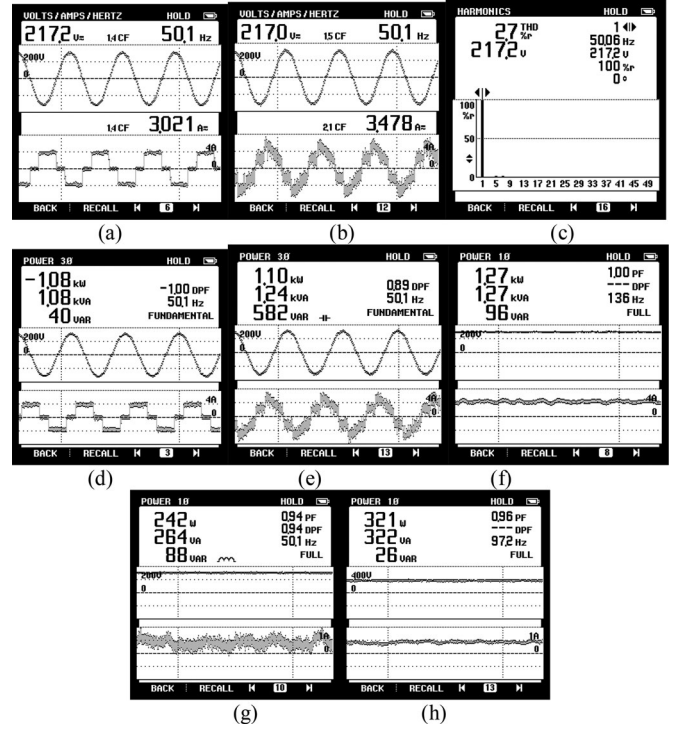 VOLTS/AMPS/HERTZ HOLD
217,2 V= 1,4 CF 50,1 Hz
200V
0
1,4 CF 3,021 A=
4A
0
BACK RECALL 6
(a)
VOLTS/AMPS/HERTZ HOLD
217,0 V= 1,5 CF 50,1 Hz
200V
0
2,1 CF 3,478 A=
4A
0
BACK RECALL 12
(b)
HARMONICS HOLD
2,7 THD %r 1
217,2 V 50,06 Hz
217,2 V
100 %r
0 °
100
%r
50
0
1 5 9 13 17 21 25 29 33 37 41 45 49
BACK RECALL 16
(c)
POWER 3Ø HOLD
-1,08 kW -1,00 DPF
1,08 kVA 50,1 Hz
40 VAR FUNDAMENTAL
200V
0
4A
0
BACK RECALL 3
(d)
POWER 3Ø HOLD
1,10 kW 0,89 DPF
1,24 kVA 50,1 Hz
582 VAR FUNDAMENTAL
200V
0
4A
0
BACK RECALL 13
(e)
POWER 1Ø HOLD
1,27 kW 1,00 PF
1,27 kVA --- DPF
96 VAR 136 Hz
FULL
200V
0
4A
0
BACK RECALL 8
(f)
POWER 1Ø HOLD
242 W 0,94 PF
264 VA 0,94 DPF
88 VAR 50,1 Hz
FULL
200V
0
1A
0
BACK RECALL 10
(g)
POWER 1Ø HOLD
321 W 0,96 PF
322 VA --- DPF
26 VAR 97,2 Hz
FULL
400V
0
1A
0
BACK RECALL 13
(h)